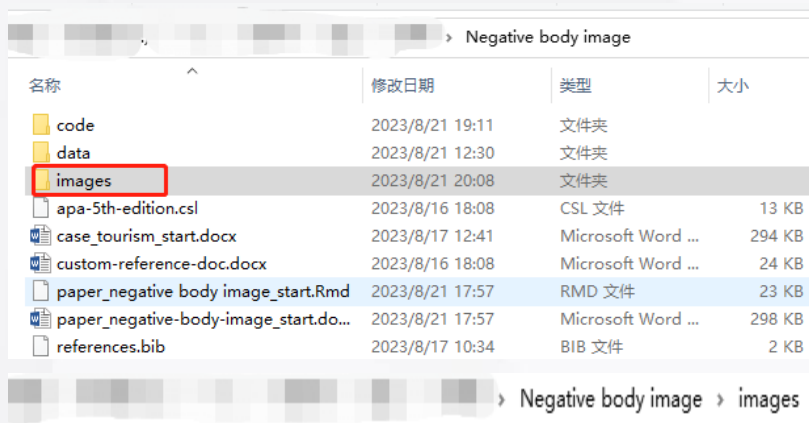 › Negative body image
名称 修改日期 类型 大小
code 2023/8/21 19:11 文件夹
data 2023/8/21 12:30 文件夹
images 2023/8/21 20:08 文件夹
apa-5th-edition.csl 2023/8/16 18:08 CSL 文件 13 KB
case_tourism_start.docx 2023/8/17 12:41 Microsoft Word ... 294 KB
custom-reference-doc.docx 2023/8/16 18:08 Microsoft Word ... 24 KB
paper_negative body image_start.Rmd 2023/8/21 17:57 RMD 文件 23 KB
paper_negative-body-image_start.do... 2023/8/21 17:57 Microsoft Word ... 298 KB
references.bib 2023/8/17 10:34 BIB 文件 2 KB
› Negative body image › images